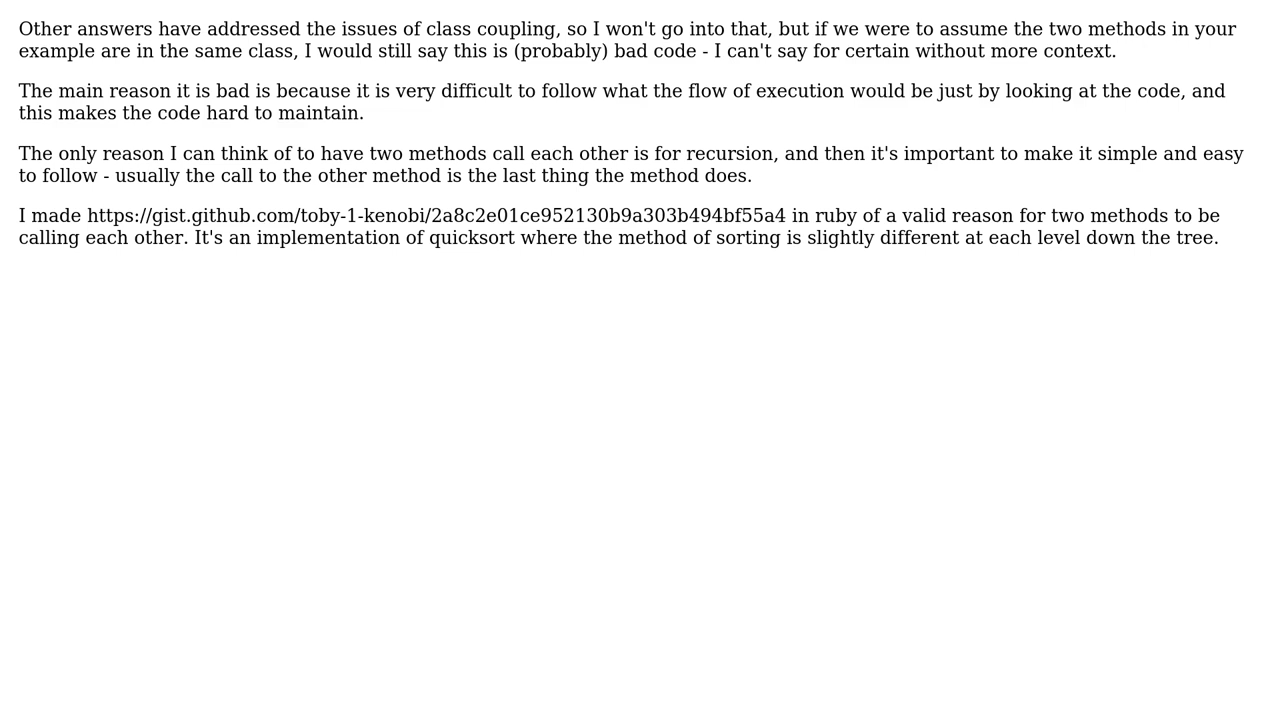 Other answers have addressed the issues of class coupling, so I won't go into that, but if we were to assume the two methods in your
example are in the same class, I would still say this is (probably) bad code - I can't say for certain without more context.
The main reason it is bad is because it is very difficult to follow what the flow of execution would be just by looking at the code, and
this makes the code hard to maintain.
The only reason I can think of to have two methods call each other is for recursion, and then it's important to make it simple and easy
to follow - usually the call to the other method is the last thing the method does.
I made https://gist.github.com/toby-1-kenobi/2a8c2e01ce952130b9a303b494bf55a4 in ruby of a valid reason for two methods to be
calling each other. It's an implementation of quicksort where the method of sorting is slightly different at each level down the tree.